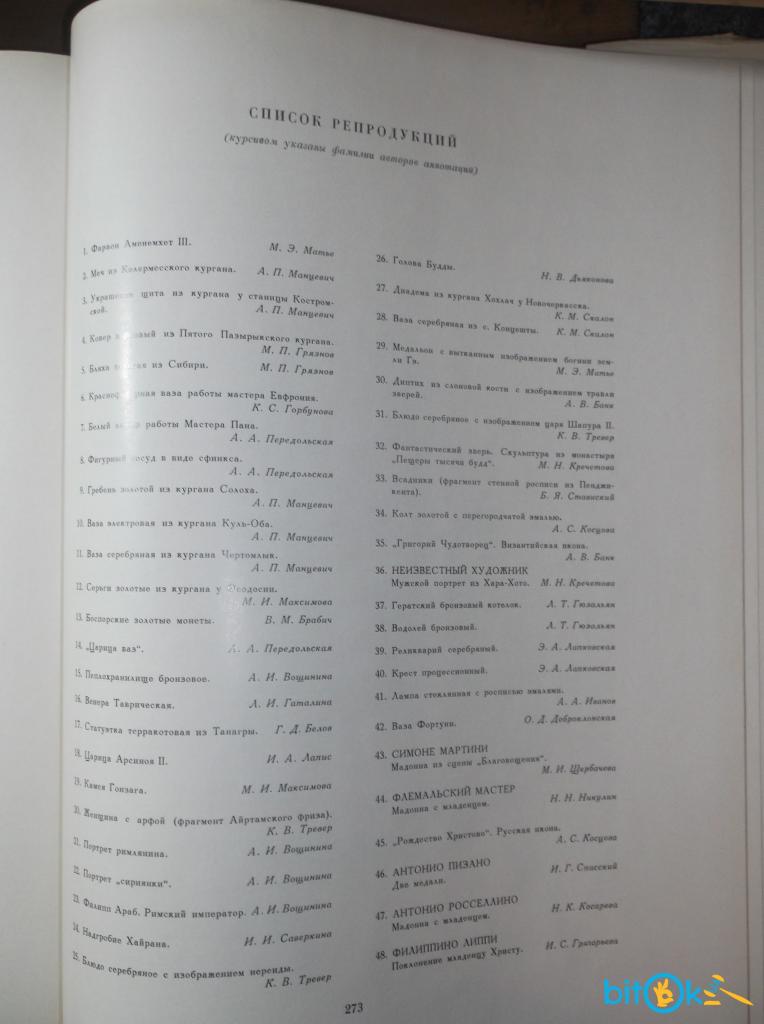 СПИСОК РЕПРОДУКЦИЙ
(курсивом указаны фамилии авторов аннотаций)
1. Фараон Аменемхет III.
М. Э. Матье
2. Меч из Келермесского кургана. А. П. Манцевич
3. Украшение щита из кургана у станицы Костром-
ской. А. П. Манцевич
4. Ковер из Пятого Пазырыкского кургана.
М. П. Грязнов
5. Бляха из Сибири. М. П. Грязнов
6. ваза работы мастера Евфрония.
К. С. Горбунова
7. Белый работы Мастера Пана.
А. А. Передольская
8. Фигурный сосуд в виде сфинкса.
А. А. Передольская
9. Гребень золотой из кургана Солоха.
А. П. Манцевич
10. Ваза электровая из кургана Куль-Оба.
А. П. Манцевич
11. Ваза серебряная из кургана Чертомлык.
А. П. Манцевич
12. Серьги золотые из кургана у Феодосии.
М. И. Максимова
13. Боспорские золотые монеты. В. М. Брабич
14. „Царица ваз“. А. А. Передольская
15. Пеплохранилище бронзовое. А. И. Вощинина
16. Венера Таврическая. Л. И. Гаталина
17. Статуэтка терракотовая из Танагры. Г. Д. Белов
18. Царица Арсиноя II. И. А. Лапис
19. Камея Гонзага. М. И. Максимова
20. Женщина с арфой (фрагмент Айртамского фриза).
К. В. Тревер
21. Портрет римлянина. А. И. Вощинина
22. Портрет „сириянки“. А. И. Вощинина
23. Филипп Араб. Римский император. А. И. Вощинина
24. Надгробие Хайрана. И. И. Саверкина
25. Блюдо серебряное с изображением нереиды.
К. В. Тревер
26. Голова Будды.
Н. В. Дьяконова
27. Диадема из кургана Хохлач у Новочеркасска.
К. М. Скалон
28. Ваза серебряная из с. Концешты. К. М. Скалон
29. Медальон с вытканным изображением богини зем-
ли Ги. М. Э. Матье
30. Диптих из слоновой кости с изображением травли
зверей. А. В. Банк
31. Блюдо серебряное с изображением царя Шапура II.
К. В. Тревер
32. Фантастический зверь. Скульптура из монастыря
„Пещеры тысячи будд“. М. Н. Кречетова
33. Всадники (фрагмент стенной росписи из Пенджи-
кента). Б. Я. Ставиский
34. Колт золотой с перегородчатой эмалью.
А. С. Косцова
35. „Григорий Чудотворец“. Византийская икона.
А. В. Банк
36. НЕИЗВЕСТНЫЙ ХУДОЖНИК
Мужской портрет из Хара-Хото. М. Н. Кречетова
37. Гератский бронзовый котелок. Л. Т. Гюзальян
38. Водолей бронзовый. Л. Т. Гюзальян
39. Реликварий серебряный. Э. А. Лапковская
40. Крест процессионный. Э. А. Лапковская
41. Лампа стеклянная с росписью эмалями.
А. А. Иванов
42. Ваза Фортуни. О. Д. Доброклонская
43. СИМОНЕ МАРТИНИ
Мадонна из сцены „Благовещения“.
М. И. Щербачева
44. ФЛЕМАЛЬСКИЙ МАСТЕР
Мадонна с младенцем. Н. Н. Никулин
45. „Рождество Христово“. Русская икона.
А. С. Косцова
46. АНТОНИО ПИЗАНО
Две медали. И. Г. Спасский
47. АНТОНИО РОССЕЛЛИНО
Мадонна с младенцем. Н. К. Косарева
48. ФИЛИППИНО ЛИППИ
Поклонение младенцу Христу. И. С. Григорьева
273
bitOk